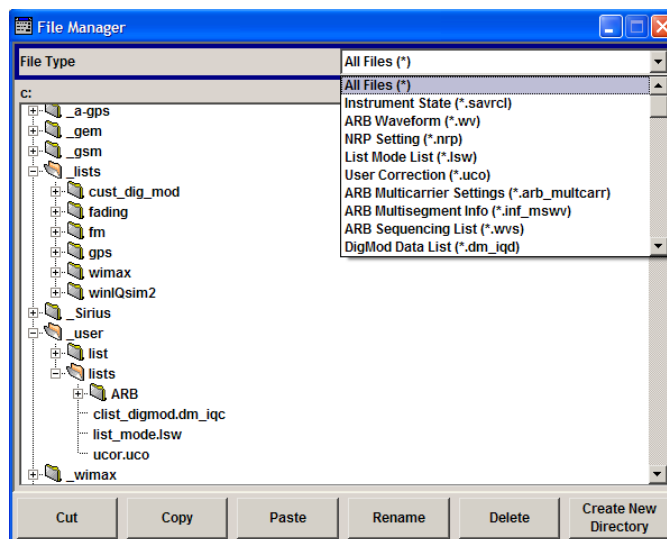 File Manager
File Type
All Files (*)
c:
All Files (*)
Instrument State (*.savrcl)
ARB Waveform (*.wv)
NRP Setting (*.nrp)
List Mode List (*.lsw)
User Correction (*.uco)
ARB Multicarrier Settings (*.arb_multcarr)
ARB Multisegment Info (*.inf_mswv)
ARB Sequencing List (*.wvs)
DigMod Data List (*.dm_iqd)
_a-gps
_gem
_gsm
_lists
cust_dig_mod
fading
fm
gps
wimax
winIQsim2
_Sirius
_user
list
lists
ARB
clist_digmod.dm_iqc
list_mode.lsw
ucor.uco
_wimax
Cut
Copy
Paste
Rename
Delete
Create New
Directory